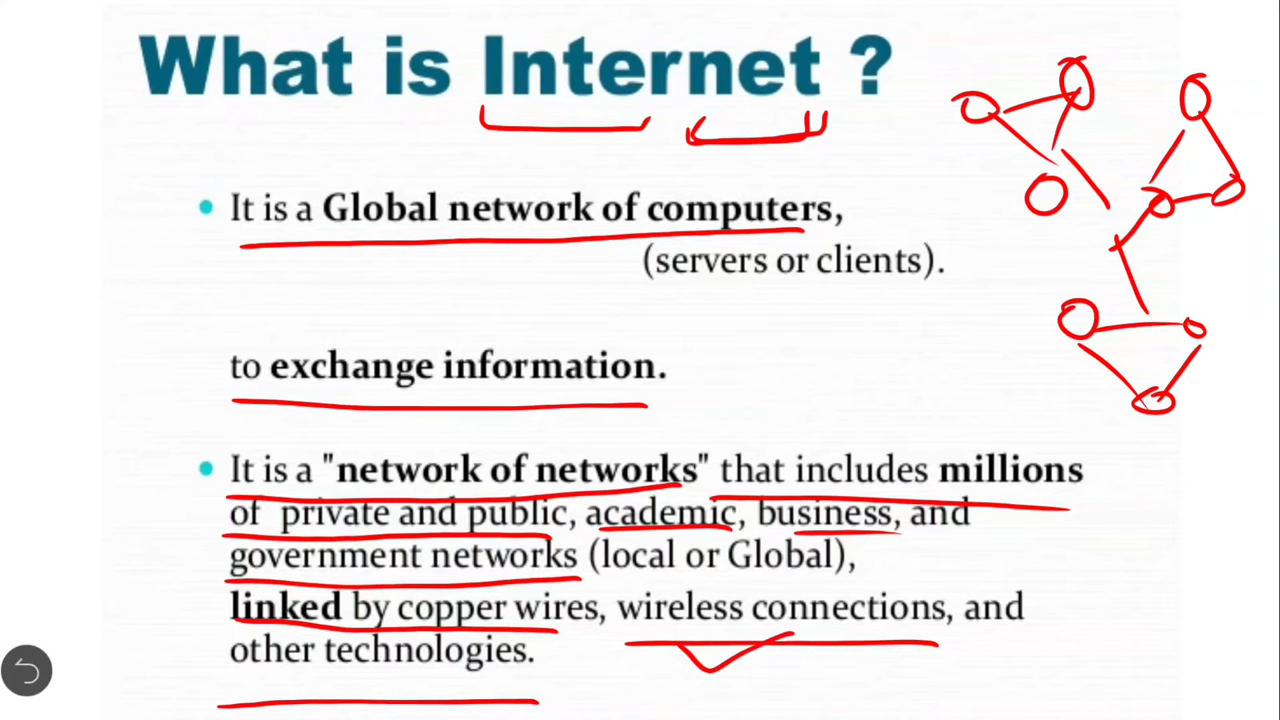 What is Internet ?
• It is a Global network of computers,
(servers or clients).
to exchange information.
• It is a "network of networks" that includes millions
of private and public, academic, business, and
government networks (local or Global),
linked by copper wires, wireless connections, and
other technologies.